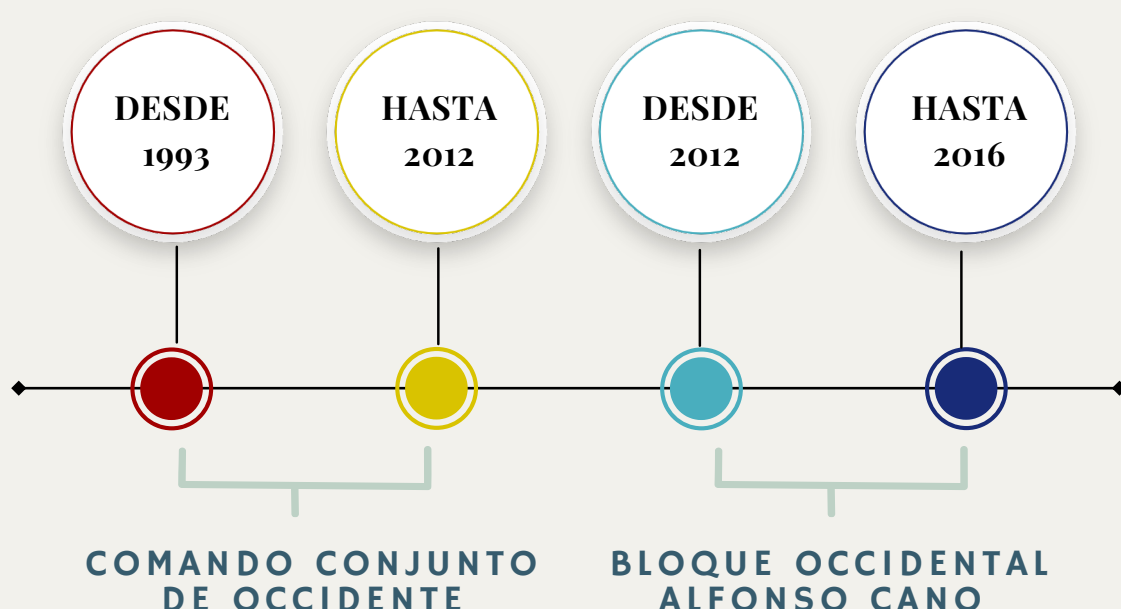 DESDE
1993
HASTA
2012
DESDE
2012
HASTA
2016
COMANDO CONJUNTO
DE OCCIDENTE
BLOQUE OCCIDENTAL
ALFONSO CANO